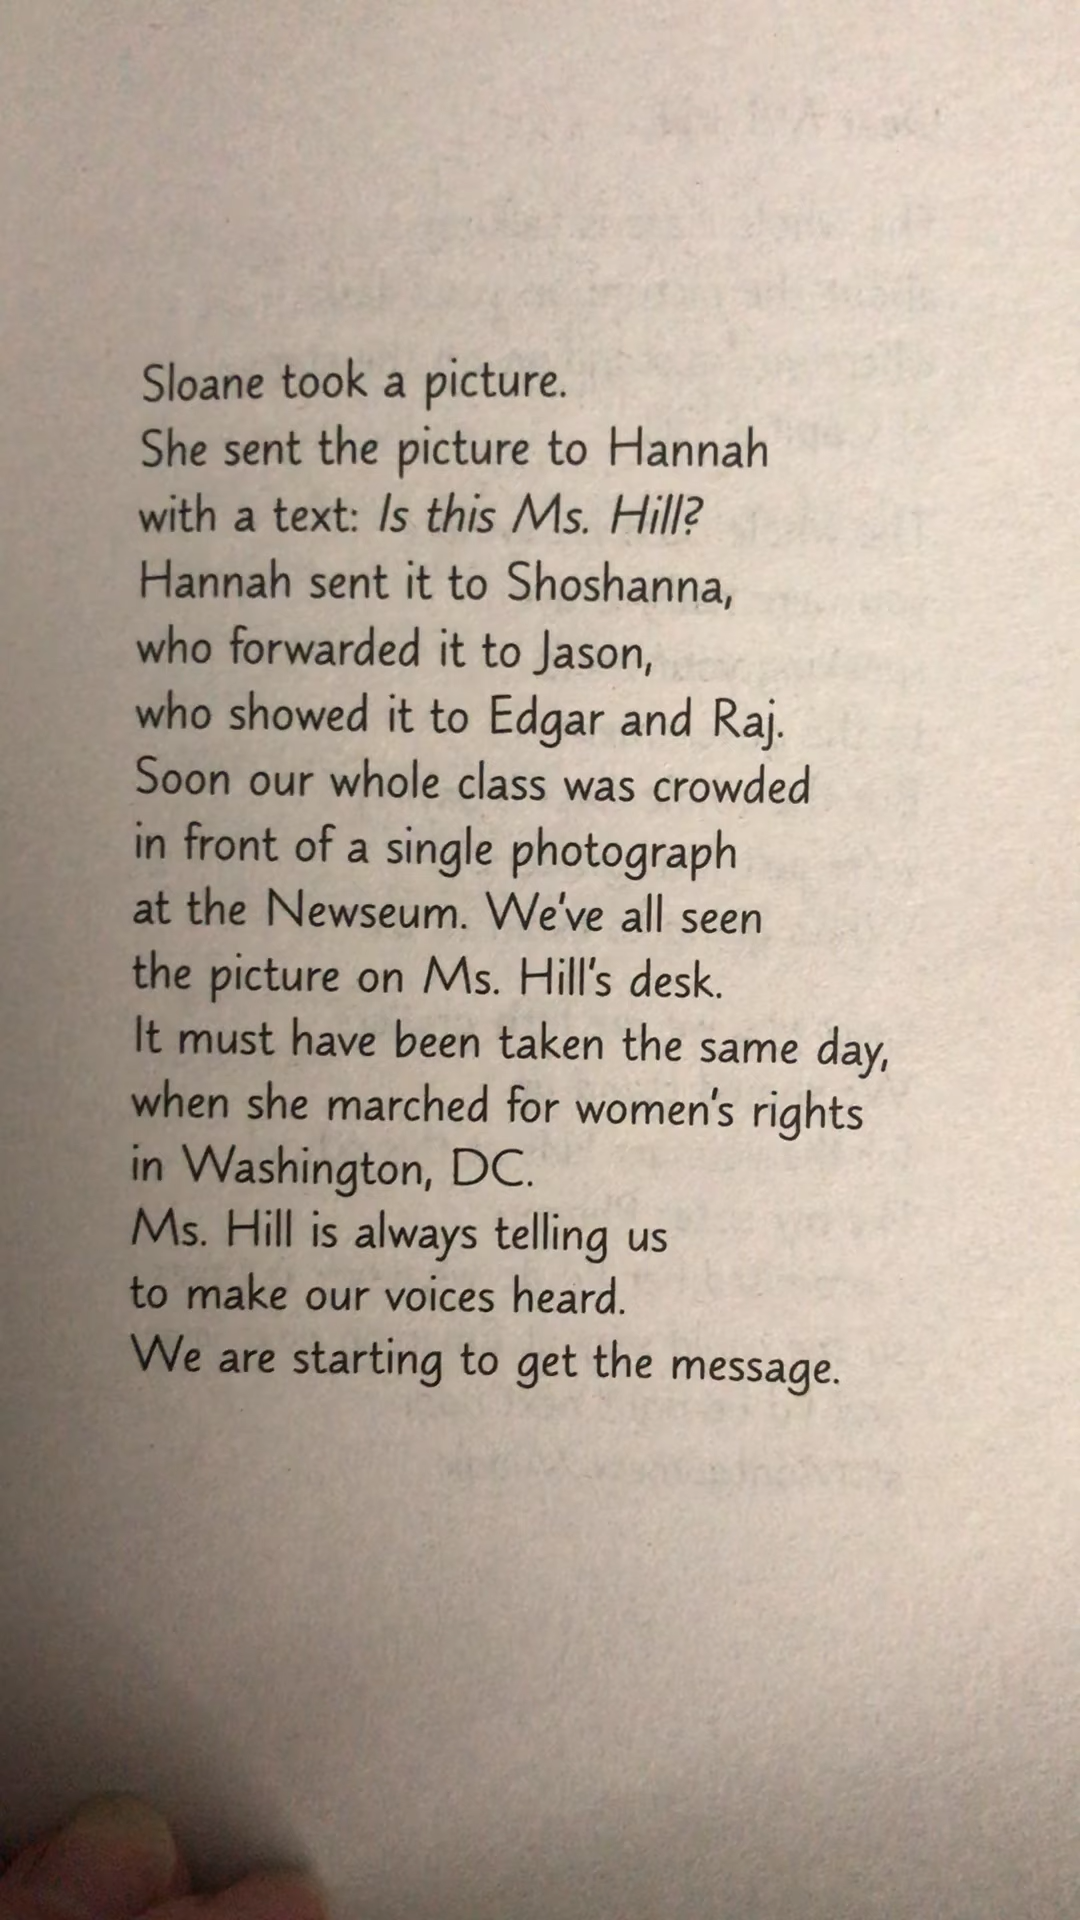 Sloane took a picture.
She sent the picture to Hannah
with a text: Is this Ms. Hill?
Hannah sent it to Shoshanna,
who forwarded it to Jason,
who showed it to Edgar and Raj.
Soon our whole class was crowded
in front of a single photograph
at the Newseum. We've all seen
the picture on Ms. Hill's desk.
It must have been taken the same day,
when she marched for women's rights
in Washington, DC.
Ms. Hill is always telling us
to make our voices heard.
We are starting to get the message.